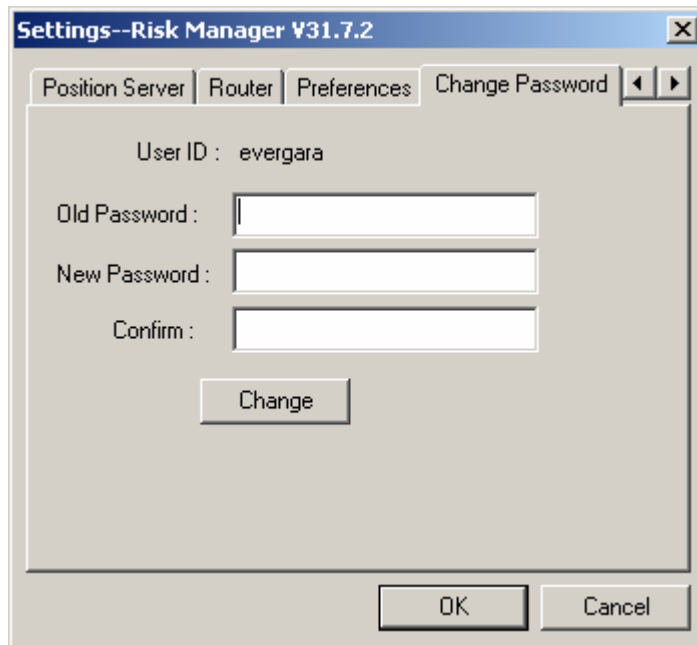 Settings--Risk Manager V31.7.2
Position Server Router Preferences Change Password
User ID : evergara
Old Password :
New Password :
Confirm :
Change
OK Cancel